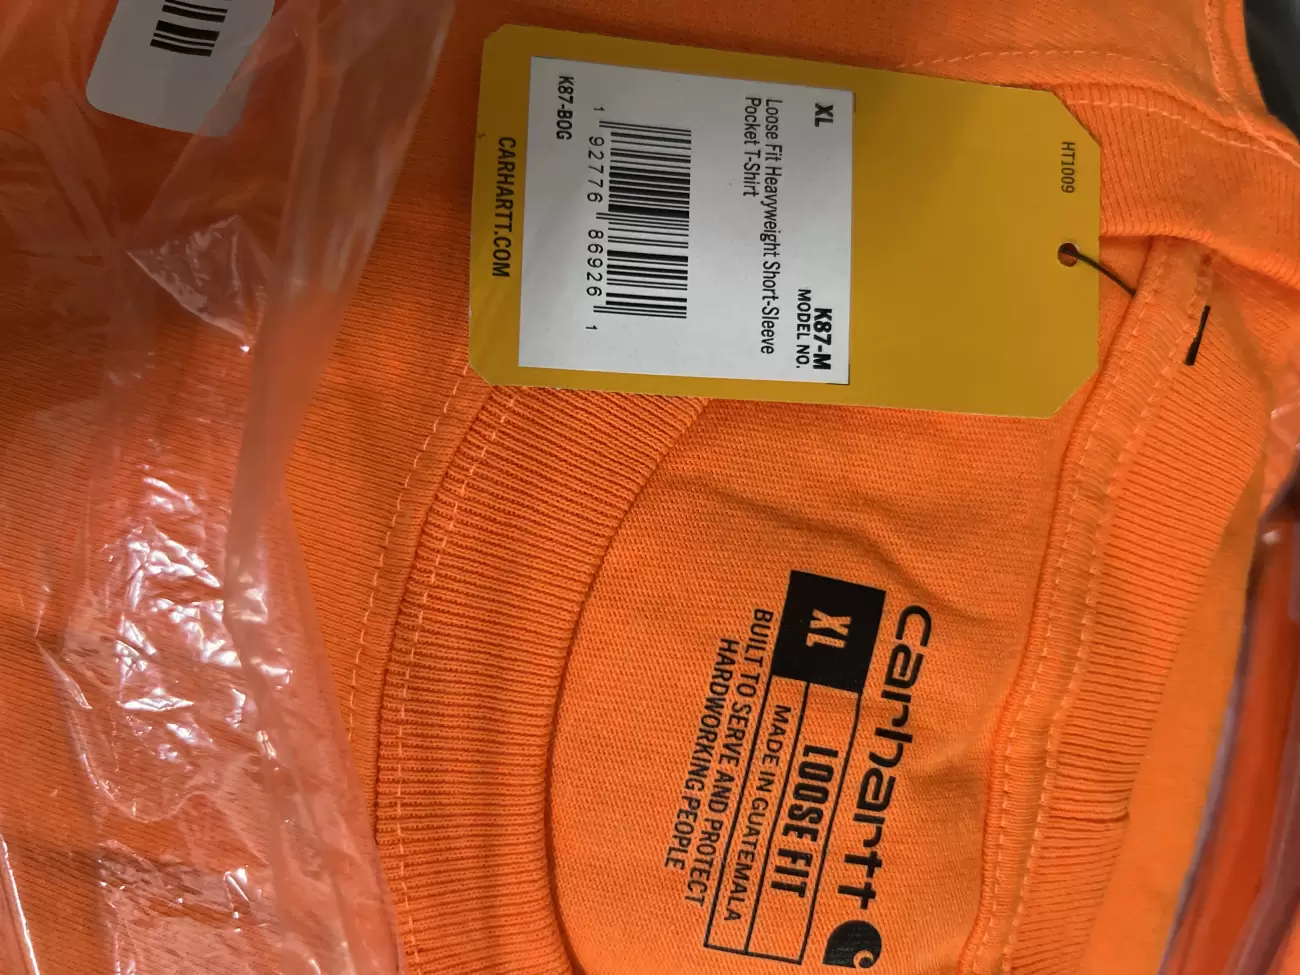 HT1009
K87-M
MODEL NO.
XL
Loose Fit Heavyweight Short-Sleeve
Pocket T-Shirt
1 92776 86926 1
K87-BOG
CARHARTT.COM
carhartt
XL
LOOSE FIT
MADE IN GUATEMALA
BUILT TO SERVE AND PROTECT
HARDWORKING PEOPLE